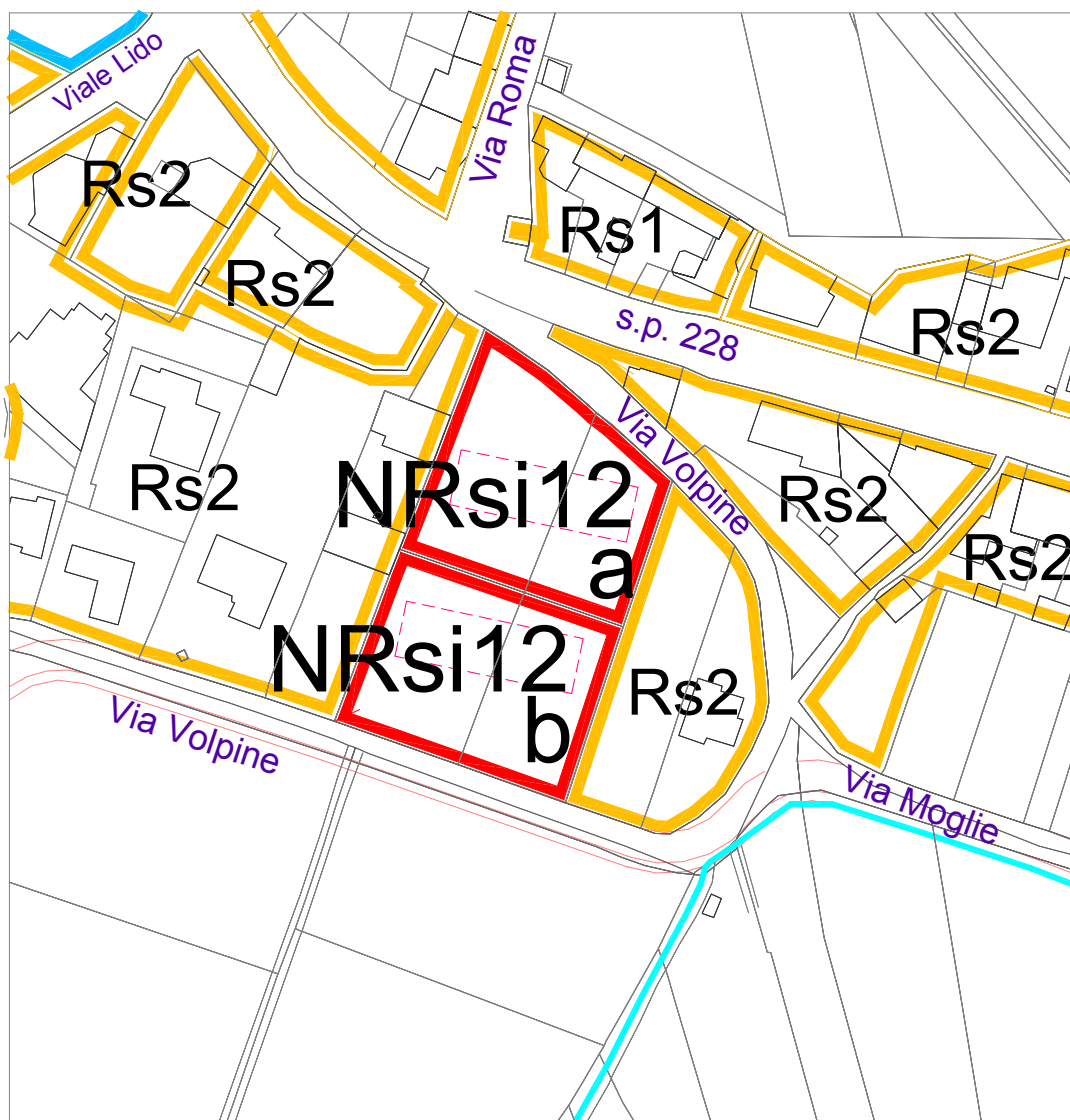 Viale Lido
Via Roma
Rs2
Rs1
Rs2
s.p. 228
Rs2
Via Volpine
Rs2
NRsi12
a
Rs2
Rs2
NRsi12
b
Rs2
Via Volpine
Via Moglie